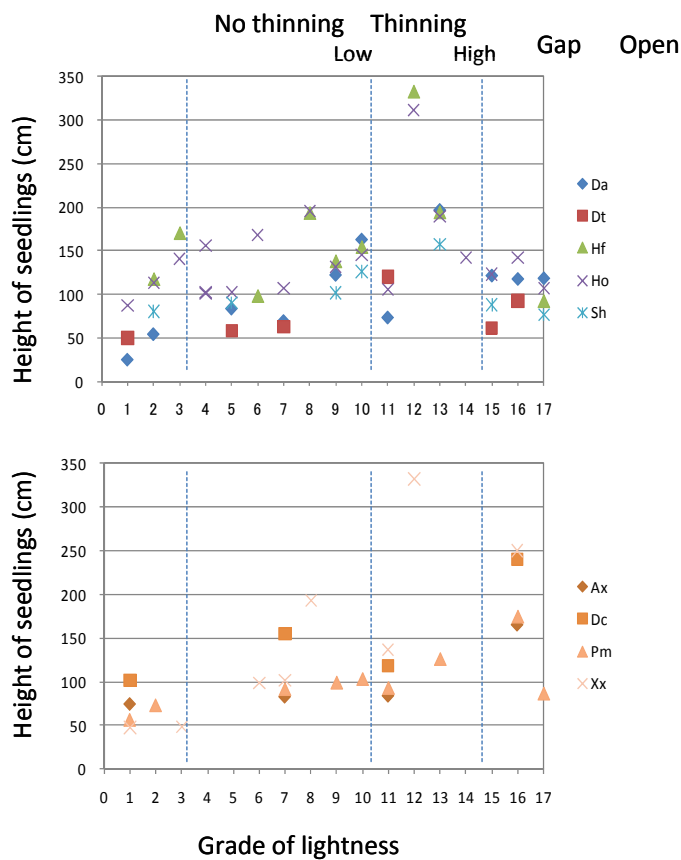 No thinning Thinning
Low High Gap Open
Height of seedlings (cm)
350
300
250
200
150
100
50
0
0 1 2 3 4 5 6 7 8 9 10 11 12 13 14 15 16 17
Da
Dt
Hf
Ho
Sh
Height of seedlings (cm)
350
300
250
200
150
100
50
0
0 1 2 3 4 5 6 7 8 9 10 11 12 13 14 15 16 17
Ax
Dc
Pm
Xx
Grade of lightness